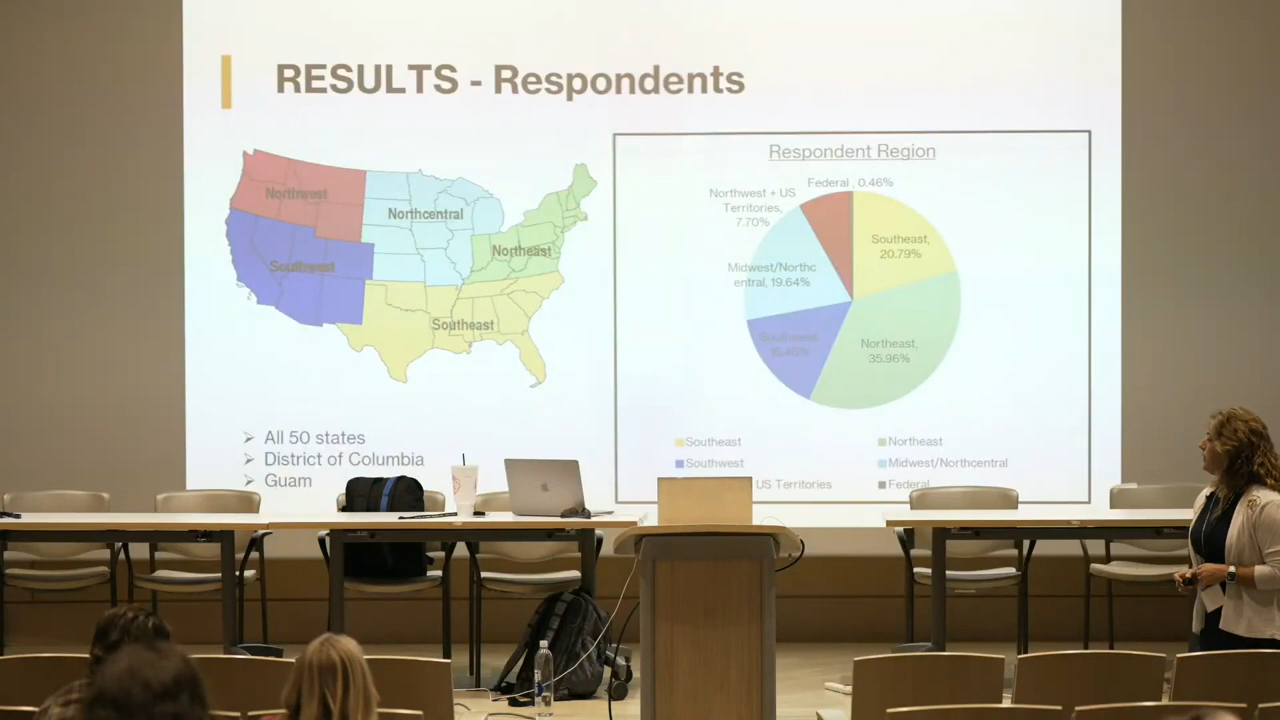 RESULTS - Respondents
Northwest
Northcentral
Northeast
Southwest
Southeast
All 50 states
District of Columbia
Guam
Respondent Region
Federal , 0.46%
Northwest + US
Territories,
7.70%
Southeast,
20.79%
Midwest/Northc
entral, 19.64%
Southwest,
Northeast,
35.96%
Southeast
Northeast
Southwest
Midwest/Northcentral
US Territories
Federal